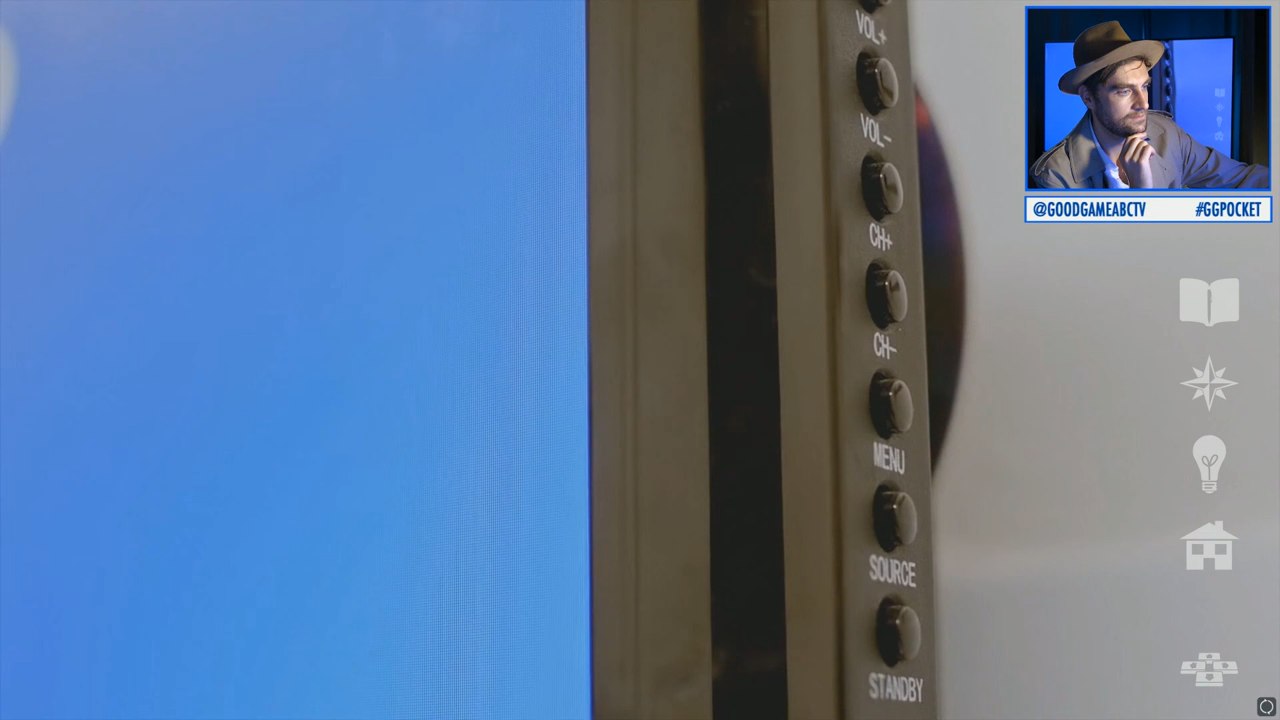 VOL+
VOL-
CH+
CH-
MENU
SOURCE
STANDBY
@GOODGAMEABCTV #GGPOCKET